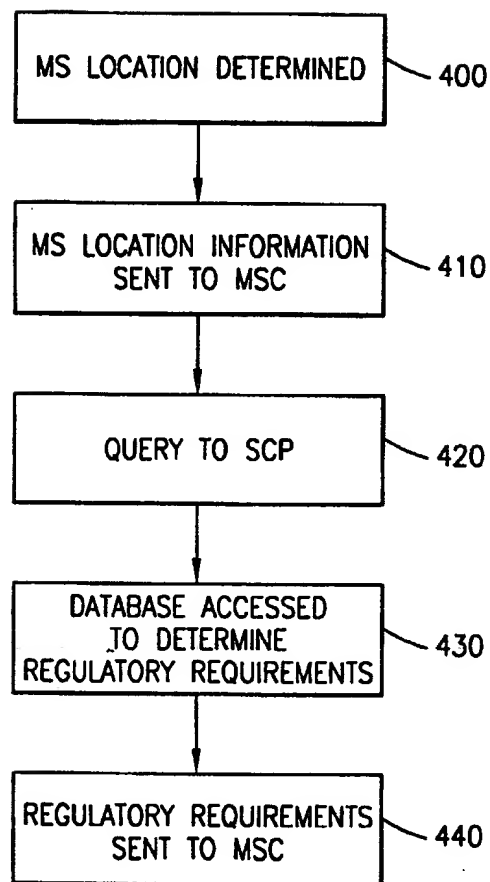 MS LOCATION DETERMINED
400
MS LOCATION INFORMATION
SENT TO MSC
410
QUERY TO SCP
420
DATABASE ACCESSED
TO DETERMINE
REGULATORY REQUIREMENTS
430
REGULATORY REQUIREMENTS
SENT TO MSC
440